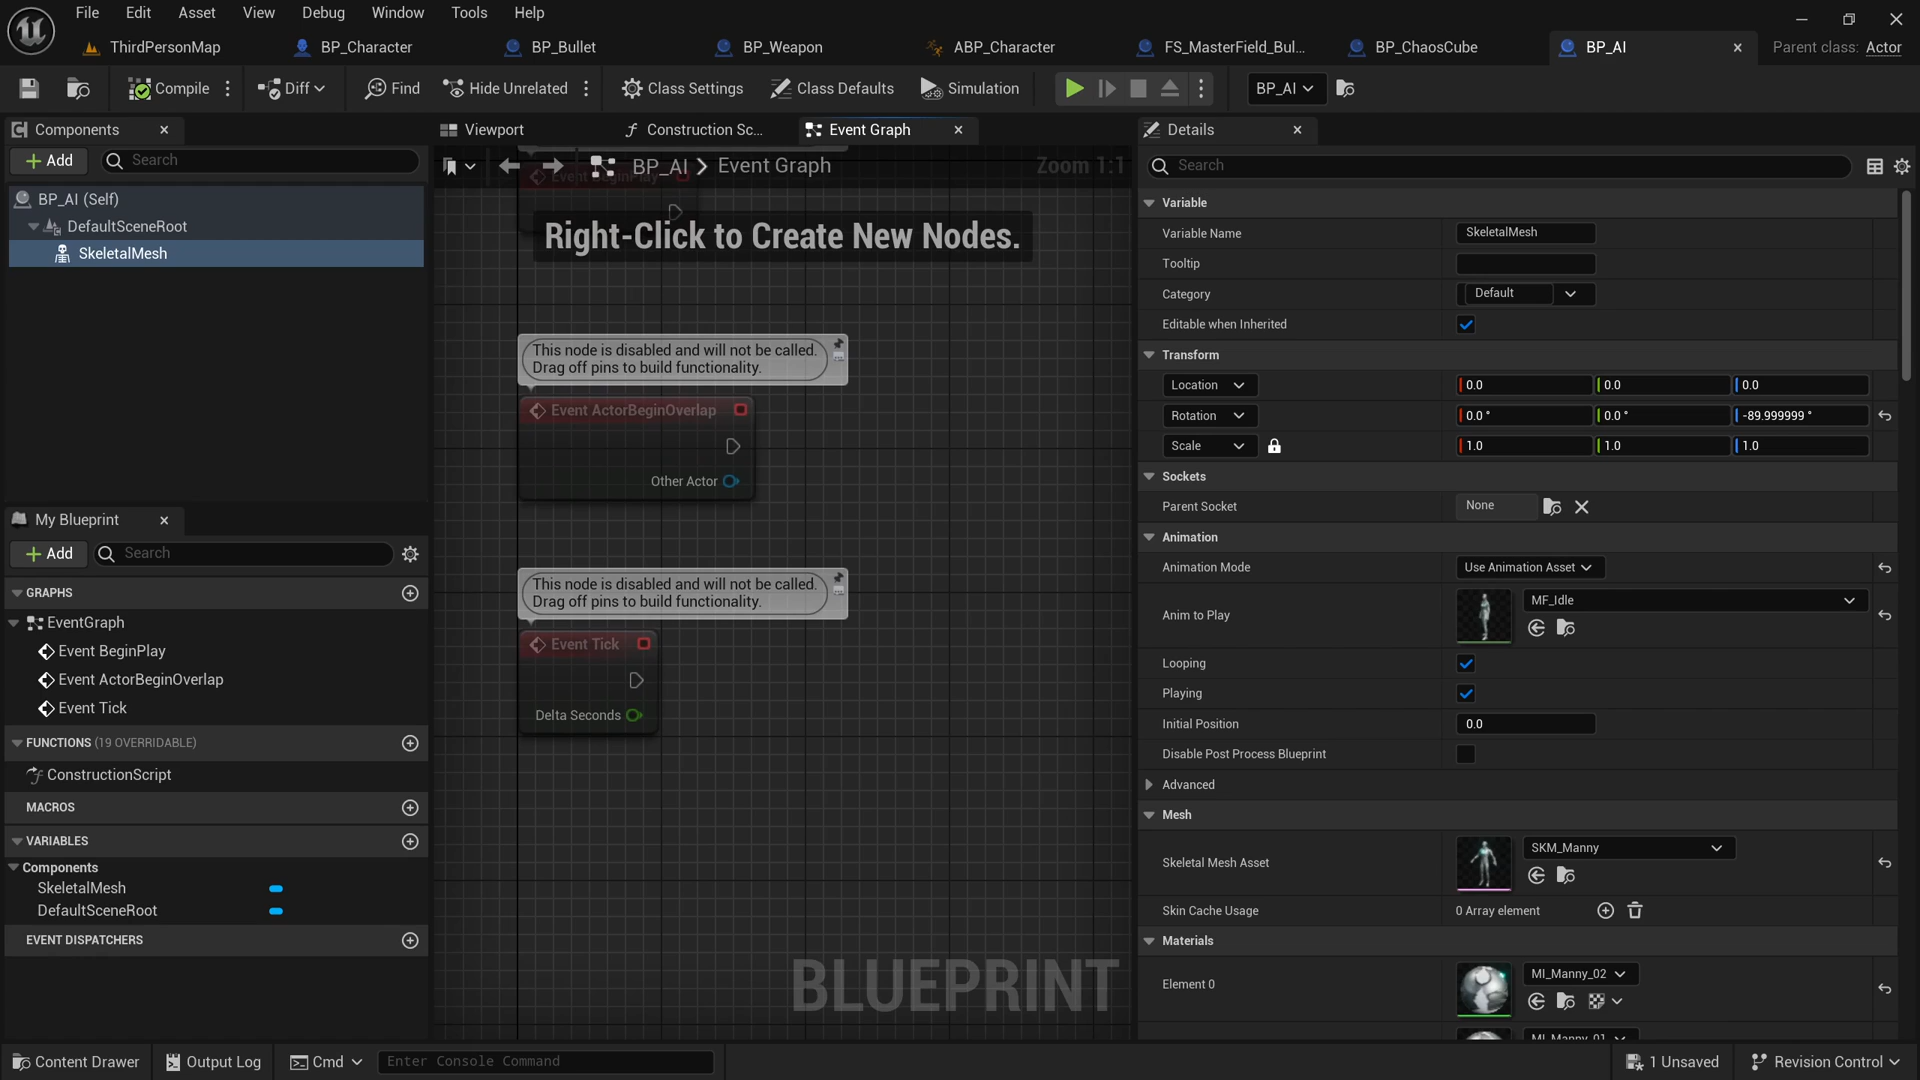 File Edit Asset View Debug Window Tools Help
ThirdPersonMap BP_Character BP_Bullet BP_Weapon ABP_Character FS_MasterField_Bul... BP_ChaosCube BP_AI Parent class: Actor
Compile Diff Find Hide Unrelated Class Settings Class Defaults Simulation BP_AI
Components
Add Search
BP_AI (Self)
DefaultSceneRoot
SkeletalMesh
My Blueprint
Add Search
GRAPHS
EventGraph
Event BeginPlay
Event ActorBeginOverlap
Event Tick
FUNCTIONS (19 OVERRIDABLE)
ConstructionScript
MACROS
VARIABLES
Components
SkeletalMesh
DefaultSceneRoot
EVENT DISPATCHERS
Viewport Construction Sc... Event Graph
BP_AI > Event Graph Zoom 1:1
Event BeginPlay
Right-Click to Create New Nodes.
This node is disabled and will not be called.
Drag off pins to build functionality.
Event ActorBeginOverlap
Other Actor
This node is disabled and will not be called.
Drag off pins to build functionality.
Event Tick
Delta Seconds
BLUEPRINT
Details
Search
Variable
Variable Name SkeletalMesh
Tooltip
Category Default
Editable when Inherited
Transform
Location 0.0 0.0 0.0
Rotation 0.0 ° 0.0 ° -89.999999 °
Scale 1.0 1.0 1.0
Sockets
Parent Socket None
Animation
Animation Mode Use Animation Asset
Anim to Play MF_Idle
Looping
Playing
Initial Position 0.0
Disable Post Process Blueprint
Advanced
Mesh
Skeletal Mesh Asset SKM_Manny
Skin Cache Usage 0 Array element
Materials
Element 0 MI_Manny_02
MI_Manny_01
Content Drawer Output Log Cmd Enter Console Command 1 Unsaved Revision Control